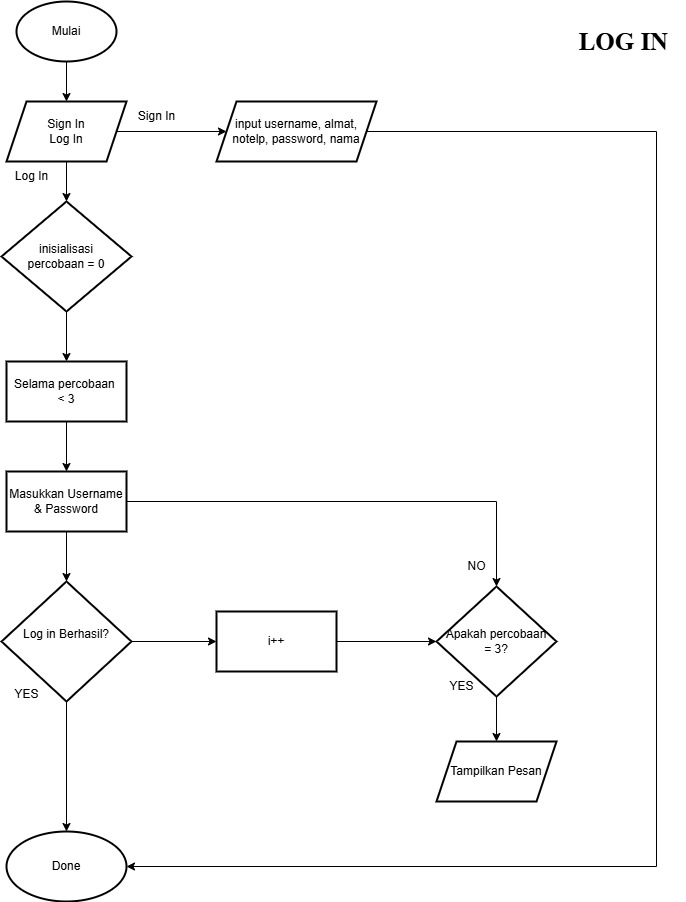 Mulai
LOG IN
Sign In
Log In
Sign In
input username, almat,
notelp, password, nama
Log In
inisialisasi
percobaan = 0
Selama percobaan
< 3
Masukkan Username
& Password
NO
Log in Berhasil?
i++
Apakah percobaan
= 3?
YES
YES
Tampilkan Pesan
Done